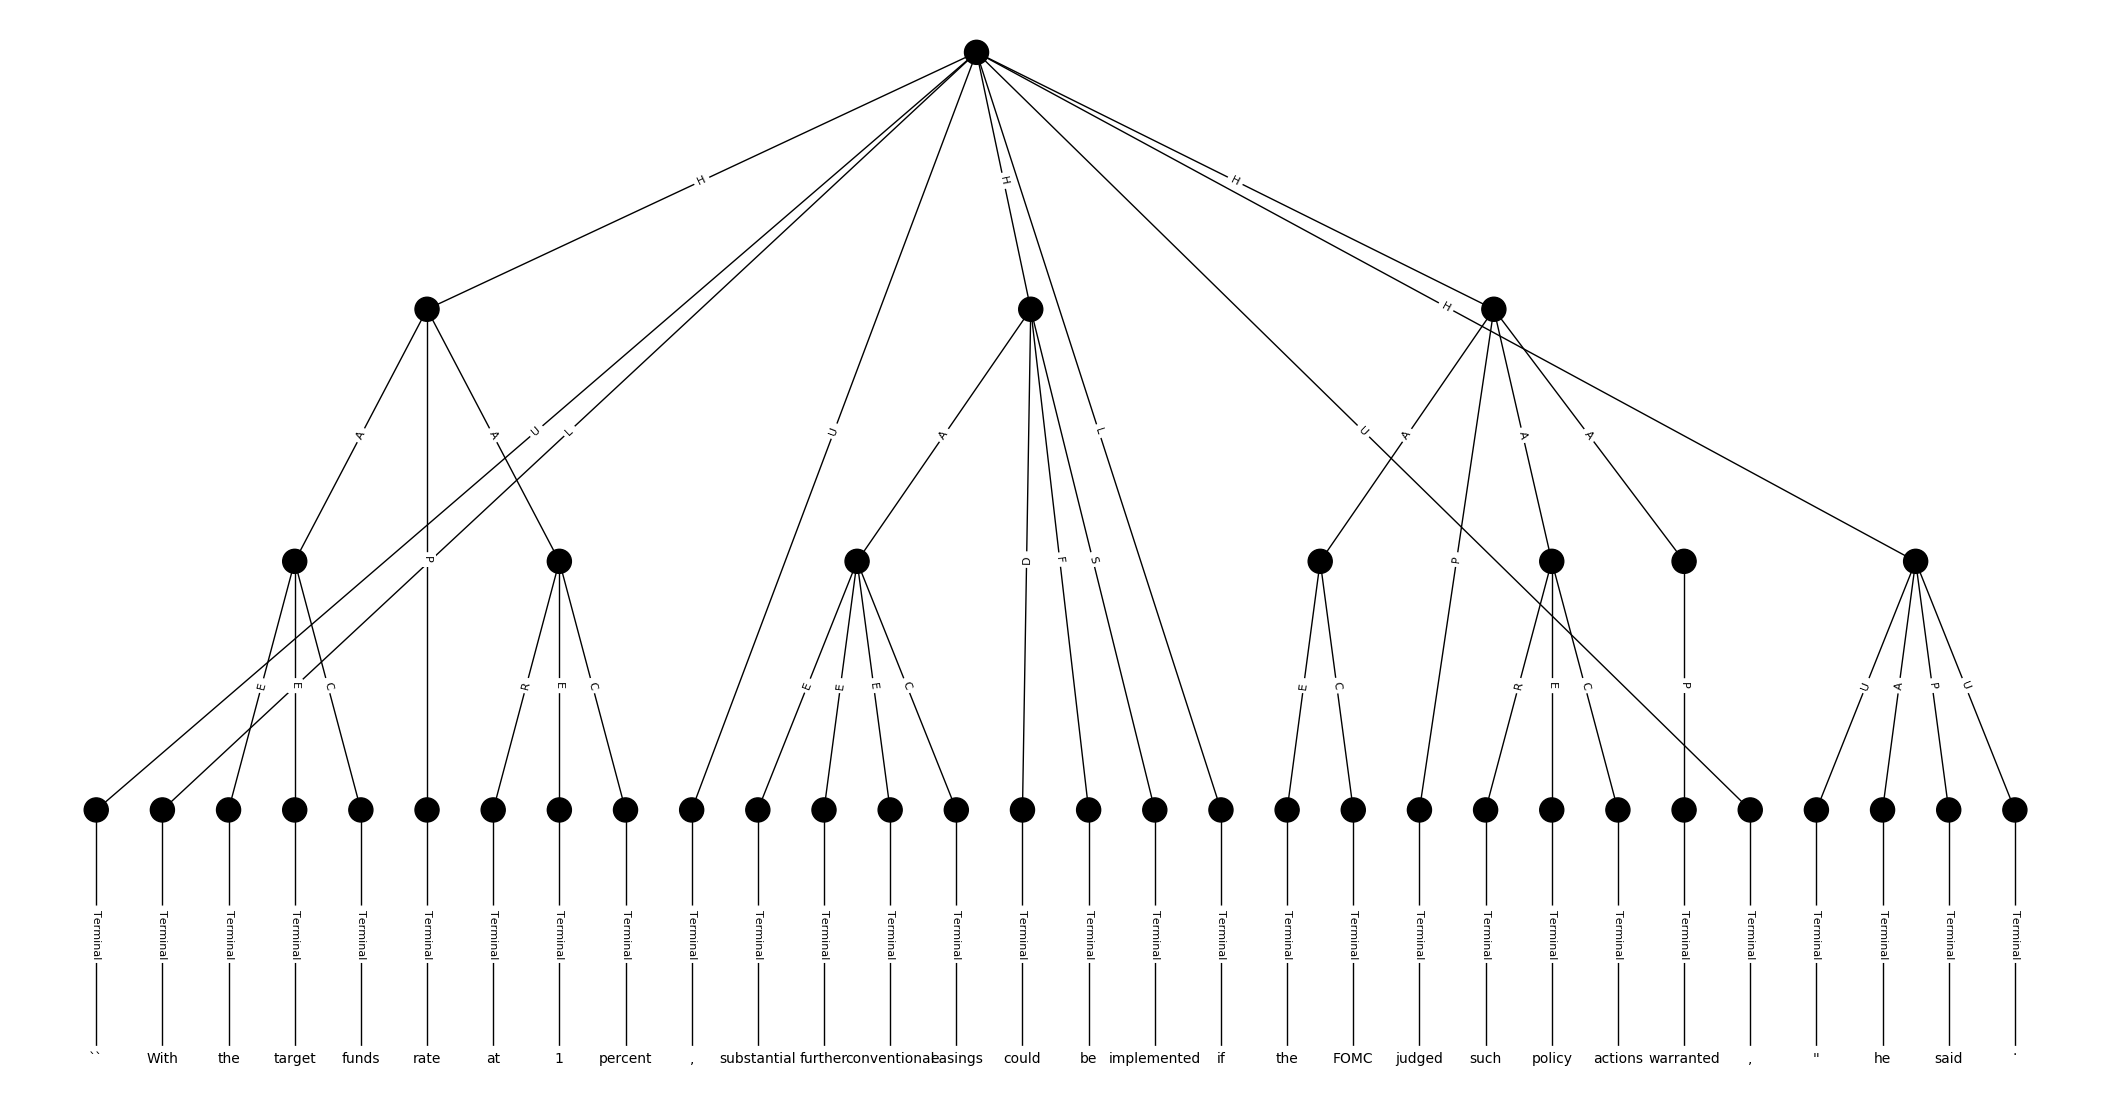 H H H H
A P A U L U A D F S L U A P A A
E E C R E C E E E C E C R E C P U A P U
Terminal Terminal Terminal Terminal Terminal Terminal Terminal Terminal Terminal Terminal Terminal Terminal Terminal Terminal Terminal Terminal Terminal Terminal Terminal Terminal Terminal Terminal Terminal Terminal Terminal Terminal Terminal Terminal Terminal Terminal
`` With the target funds rate at 1 percent , substantial further conventional easings could be implemented if the FOMC judged such policy actions warranted , " he said .